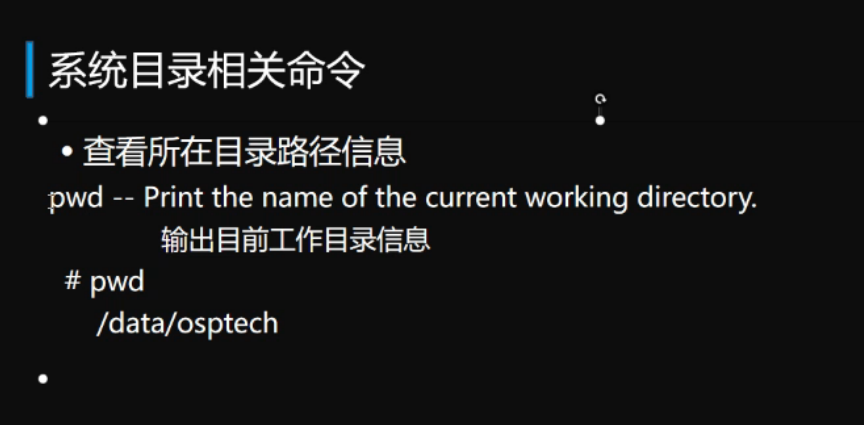 系统目录相关命令
• 查看所在目录路径信息
pwd -- Print the name of the current working directory.
输出目前工作目录信息
# pwd
/data/osptech